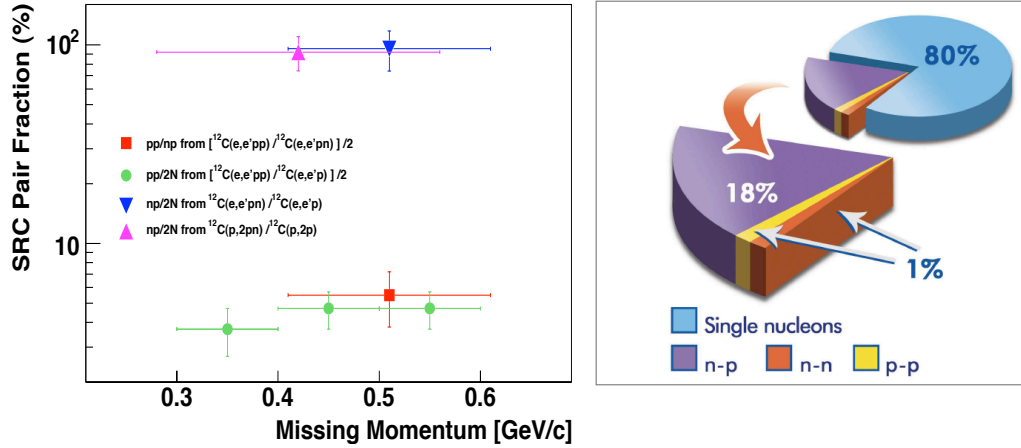 SRC Pair Fraction (%)
10²
10
pp/np from [¹²C(e,e'pp) /¹²C(e,e'pn) ] /2
pp/2N from [¹²C(e,e'pp) /¹²C(e,e'p) ] /2
np/2N from ¹²C(e,e'pn) /¹²C(e,e'p)
np/2N from ¹²C(p,2pn) /¹²C(p,2p)
0.3 0.4 0.5 0.6
Missing Momentum [GeV/c]
80%
18%
1%
Single nucleons
n-p n-n p-p